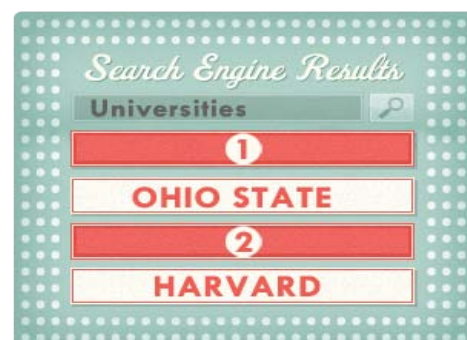 Search Engine Results
Universities
1
OHIO STATE
2
HARVARD